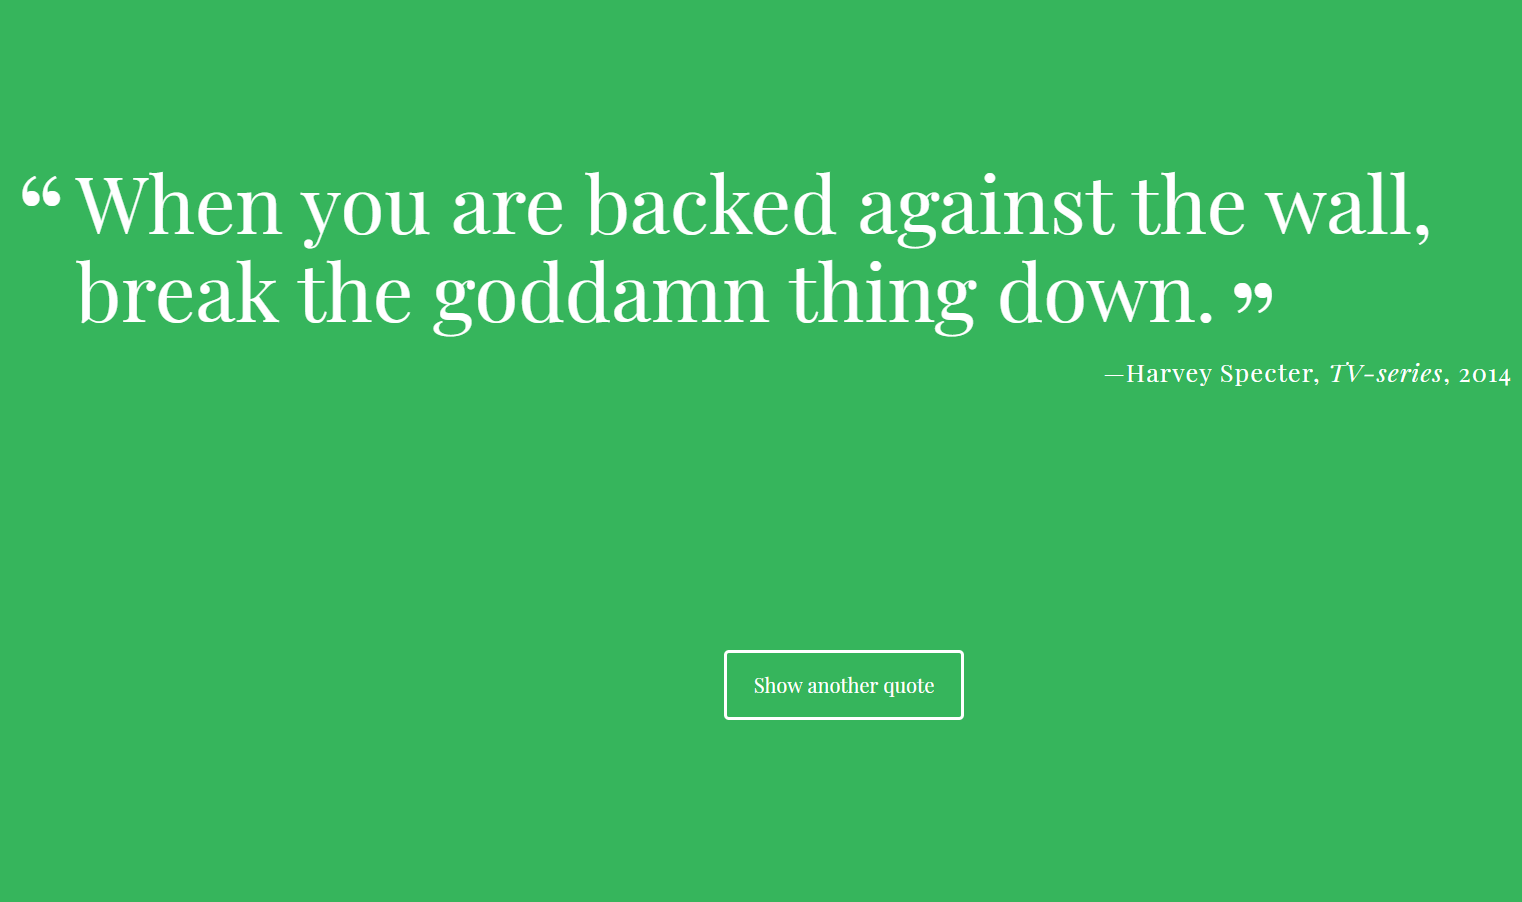 “ When you are backed against the wall,
break the goddamn thing down. ”
—Harvey Specter, TV-series, 2014
Show another quote